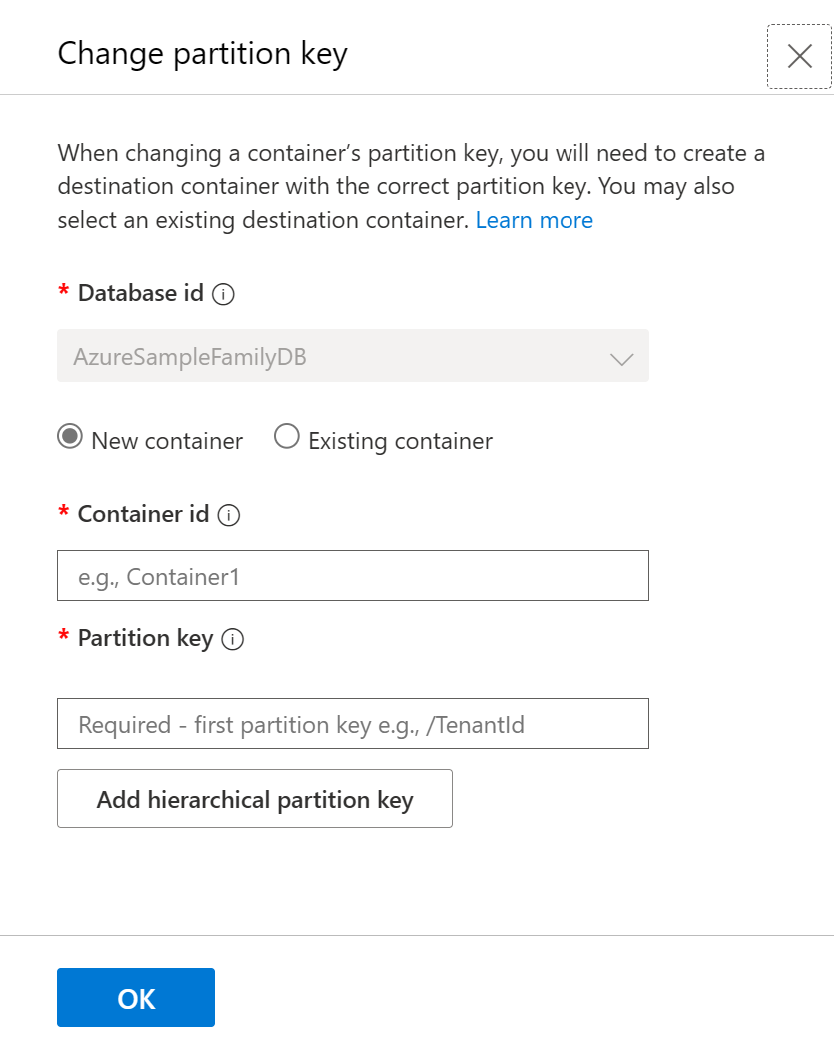 Change partition key
When changing a container’s partition key, you will need to create a
destination container with the correct partition key. You may also
select an existing destination container. Learn more
* Database id
AzureSampleFamilyDB
New container Existing container
* Container id
e.g., Container1
* Partition key
Required - first partition key e.g., /TenantId
Add hierarchical partition key
OK